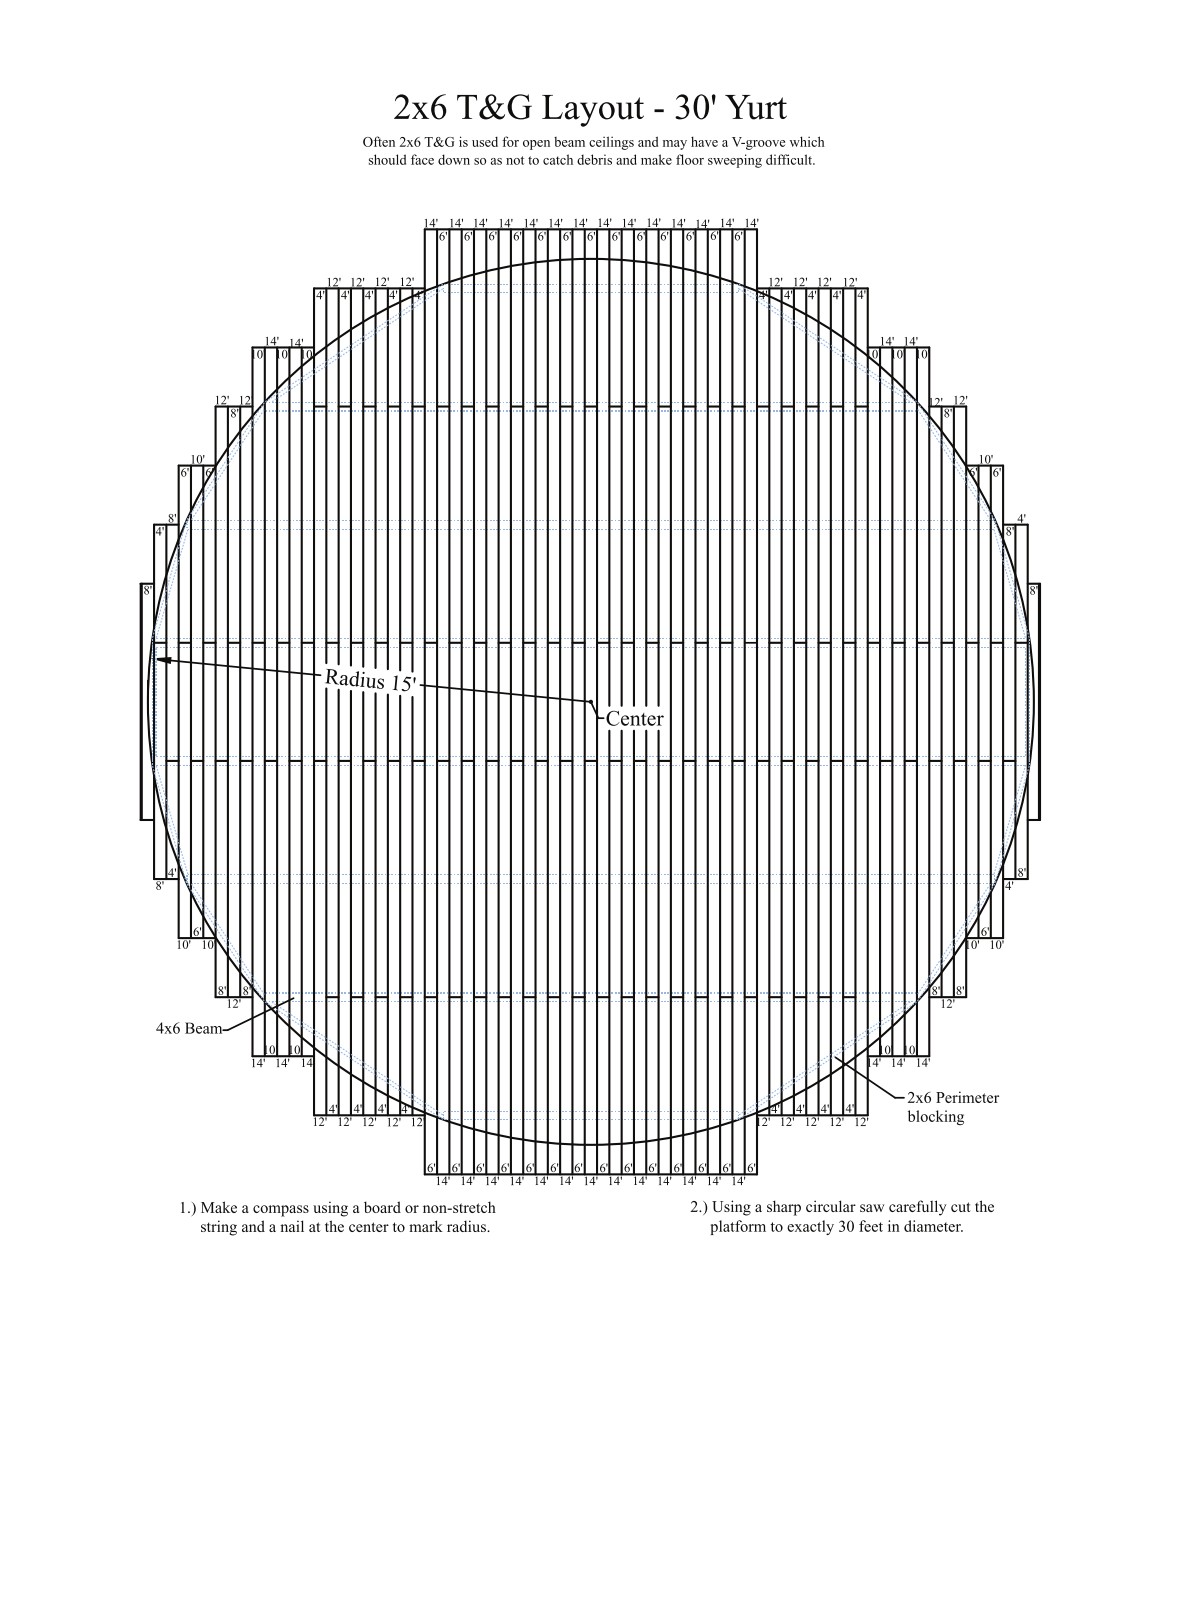 2x6 T&G Layout - 30' Yurt
Often 2x6 T&G is used for open beam ceilings and may have a V-groove which
should face down so as not to catch debris and make floor sweeping difficult.
14' 14' 14' 14' 14' 14' 14' 14' 14' 14' 14' 14' 14' 14'
6' 6' 6' 6' 6' 6' 6' 6' 6' 6' 6' 6' 6'
12' 12' 12' 12' 12' 12' 12' 12'
4' 4' 4' 4' 4' 4' 4' 4' 4' 4'
14' 14' 14' 14'
10 10 10 10 10 10
12' 12 12' 12'
8' 8'
10' 10'
6' 6' 6' 6'
8' 4'
4' 8'
8' 8'
Radius 15'
Center
4' 8'
8' 4'
6' 6'
10' 10 10' 10'
8' 8' 8' 8'
12' 12'
4x6 Beam
10 10 10 10
14' 14' 14 14' 14' 14'
2x6 Perimeter
blocking
4' 4' 4' 4' 4' 4' 4' 4'
12' 12' 12' 12' 12' 12' 12' 12' 12' 12'
6' 6' 6' 6' 6' 6' 6' 6' 6' 6' 6' 6' 6' 6'
14' 14' 14' 14' 14' 14' 14' 14' 14' 14' 14' 14' 14'
1.) Make a compass using a board or non-stretch
string and a nail at the center to mark radius.
2.) Using a sharp circular saw carefully cut the
platform to exactly 30 feet in diameter.